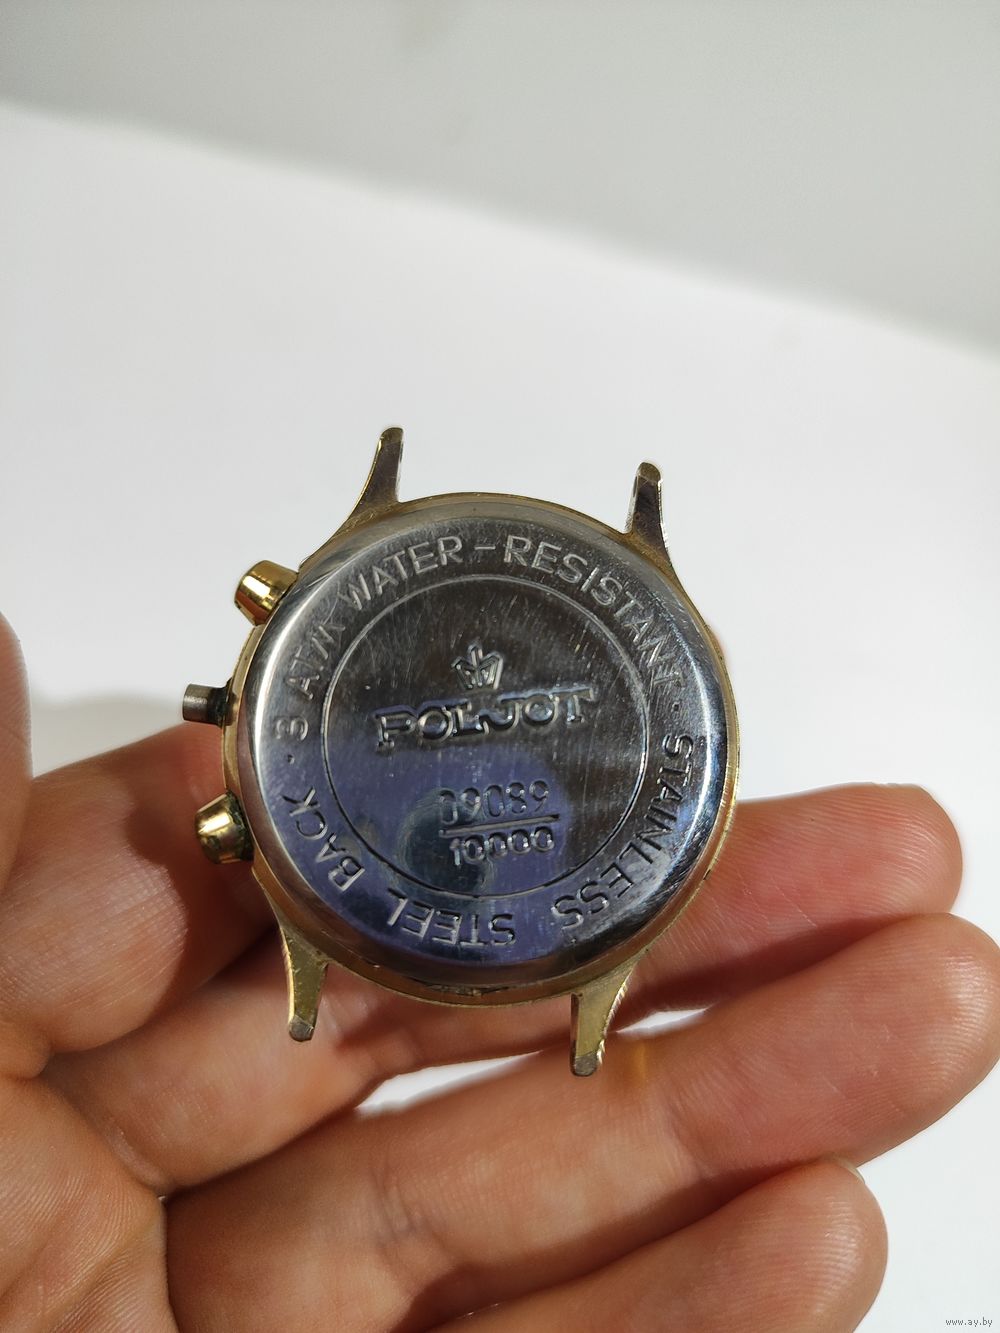 3 ATM WATER-RESISTANT · STAINLESS STEEL BACK ·
POLJOT
09089
10000
www.ay.by